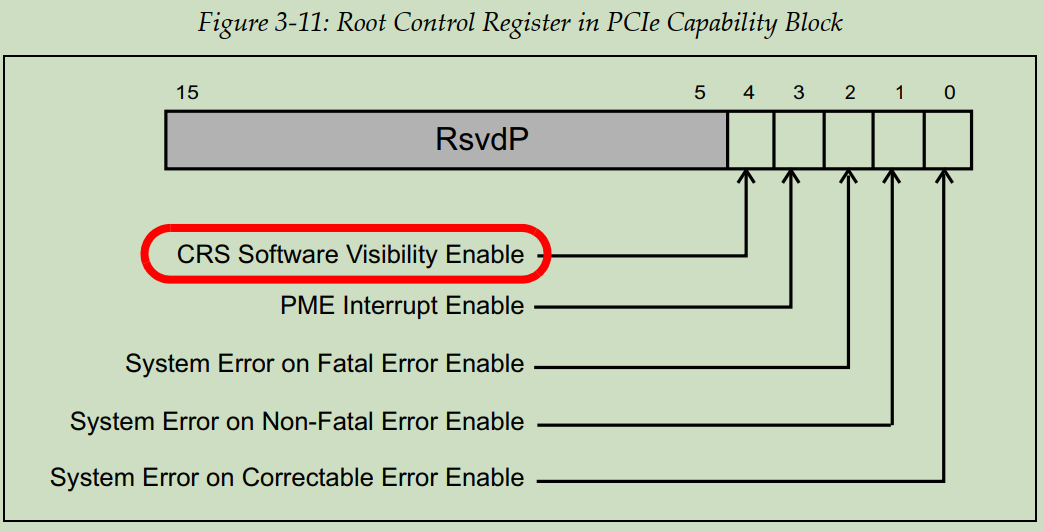 Figure 3-11: Root Control Register in PCIe Capability Block
15 5 4 3 2 1 0
RsvdP
CRS Software Visibility Enable
PME Interrupt Enable
System Error on Fatal Error Enable
System Error on Non-Fatal Error Enable
System Error on Correctable Error Enable